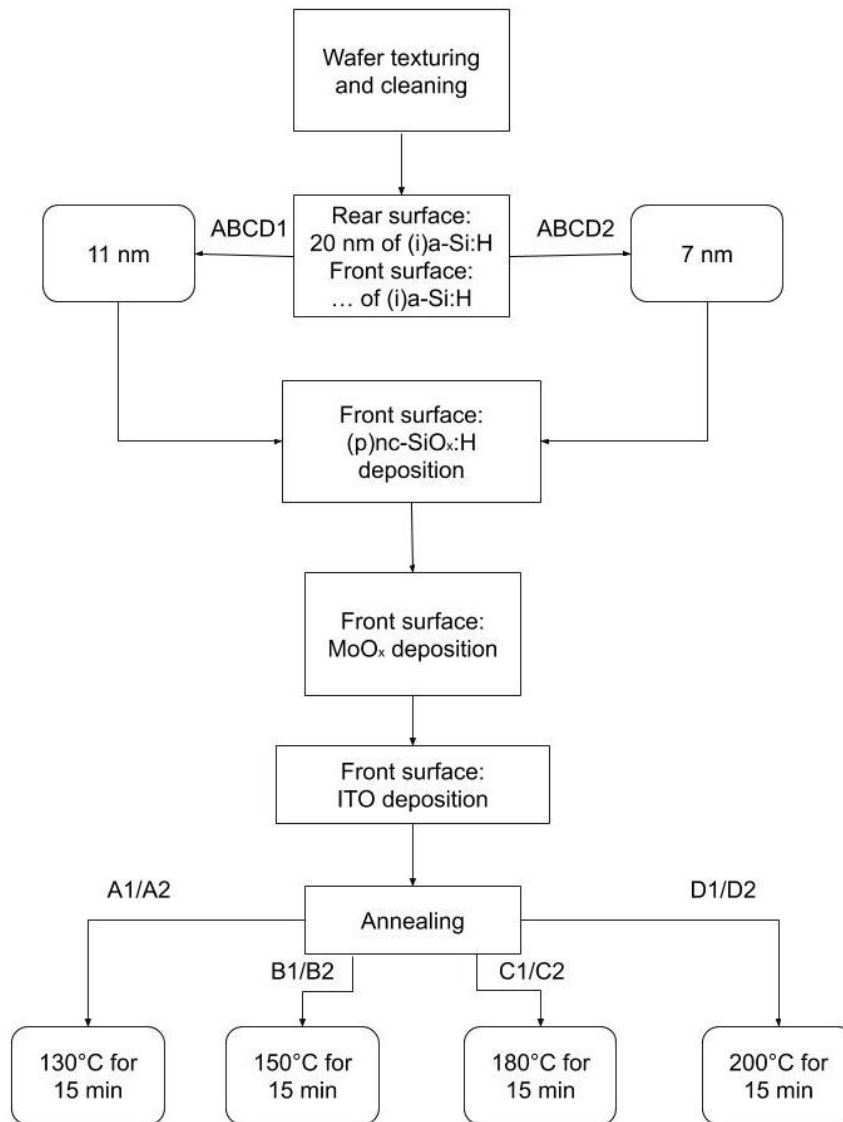 Wafer texturing
and cleaning
ABCD1
ABCD2
11 nm
Rear surface:
20 nm of (i)a-Si:H
Front surface:
... of (i)a-Si:H
7 nm
Front surface:
(p)nc-SiOₓ:H
deposition
Front surface:
MoOₓ deposition
Front surface:
ITO deposition
A1/A2
D1/D2
Annealing
B1/B2
C1/C2
130°C for
15 min
150°C for
15 min
180°C for
15 min
200°C for
15 min